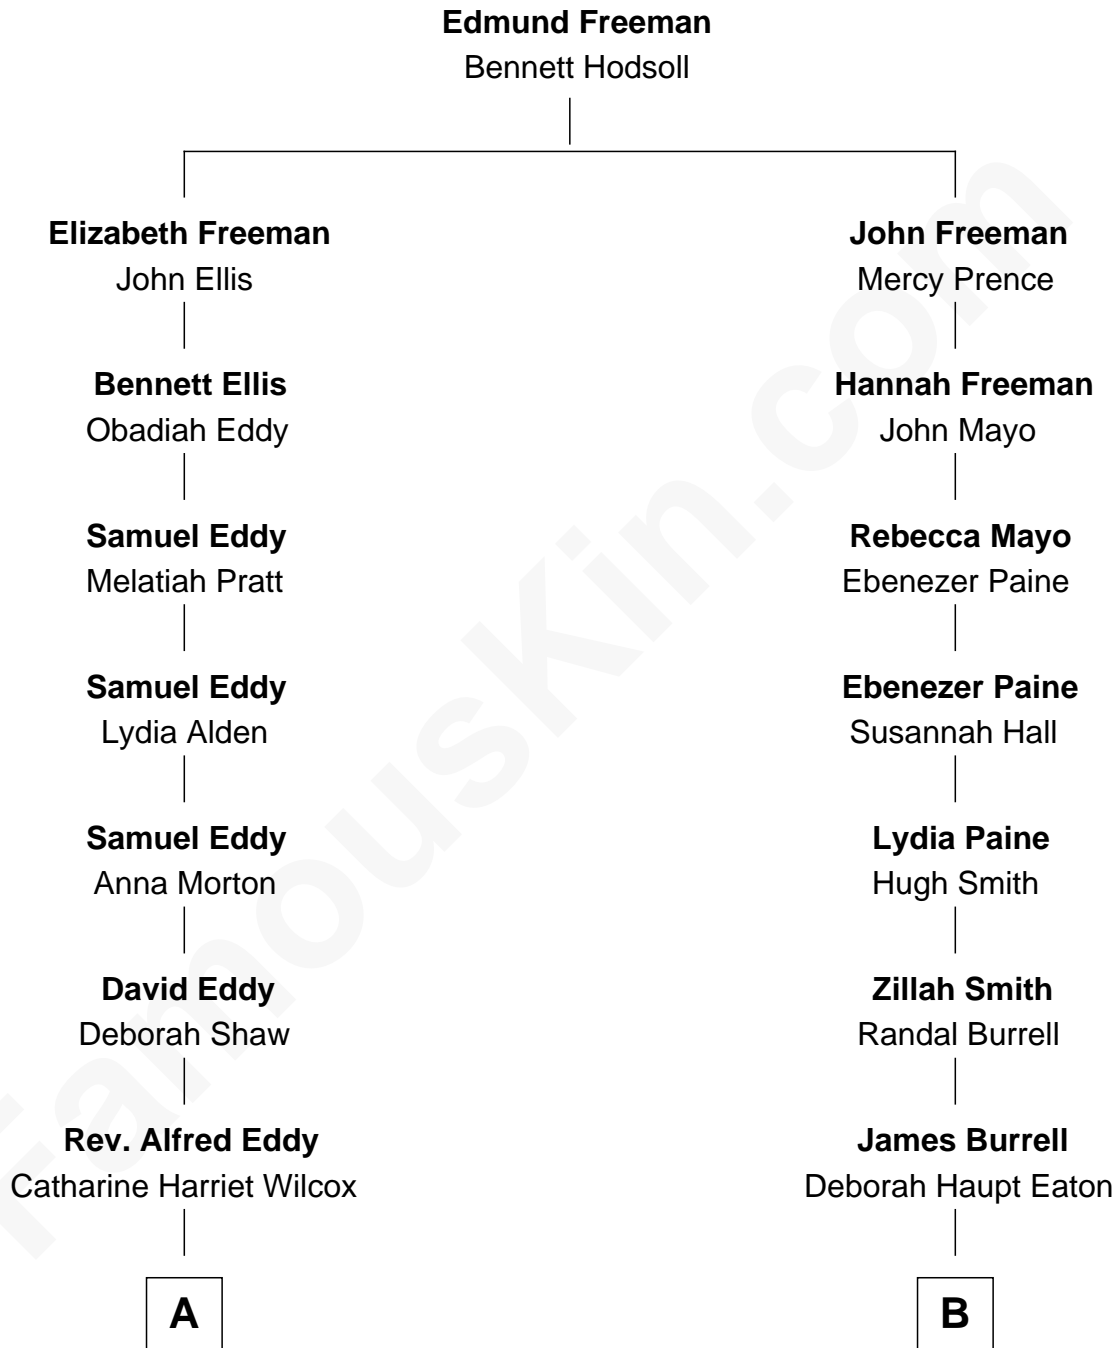 Edmund Freeman
Bennett Hodsoll
Elizabeth Freeman
John Ellis
John Freeman
Mercy Prence
Bennett Ellis
Obadiah Eddy
Hannah Freeman
John Mayo
Samuel Eddy
Melatiah Pratt
Rebecca Mayo
Ebenezer Paine
Samuel Eddy
Lydia Alden
Ebenezer Paine
Susannah Hall
Samuel Eddy
Anna Morton
Lydia Paine
Hugh Smith
David Eddy
Deborah Shaw
Zillah Smith
Randal Burrell
Rev. Alfred Eddy
Catharine Harriet Wilcox
James Burrell
Deborah Haupt Eaton
A
B
FamousKin.com